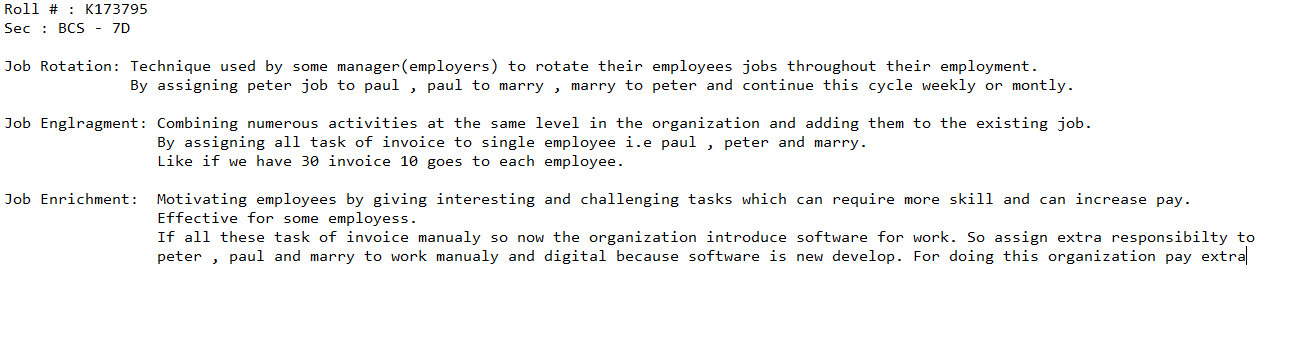 Roll # : K173795
Sec : BCS - 7D
Job Rotation: Technique used by some manager(employers) to rotate their employees jobs throughout their employment.
By assigning peter job to paul , paul to marry , marry to peter and continue this cycle weekly or montly.
Job Englragment: Combining numerous activities at the same level in the organization and adding them to the existing job.
By assigning all task of invoice to single employee i.e paul , peter and marry.
Like if we have 30 invoice 10 goes to each employee.
Job Enrichment: Motivating employees by giving interesting and challenging tasks which can require more skill and can increase pay.
Effective for some employess.
If all these task of invoice manualy so now the organization introduce software for work. So assign extra responsibilty to
peter , paul and marry to work manualy and digital because software is new develop. For doing this organization pay extra